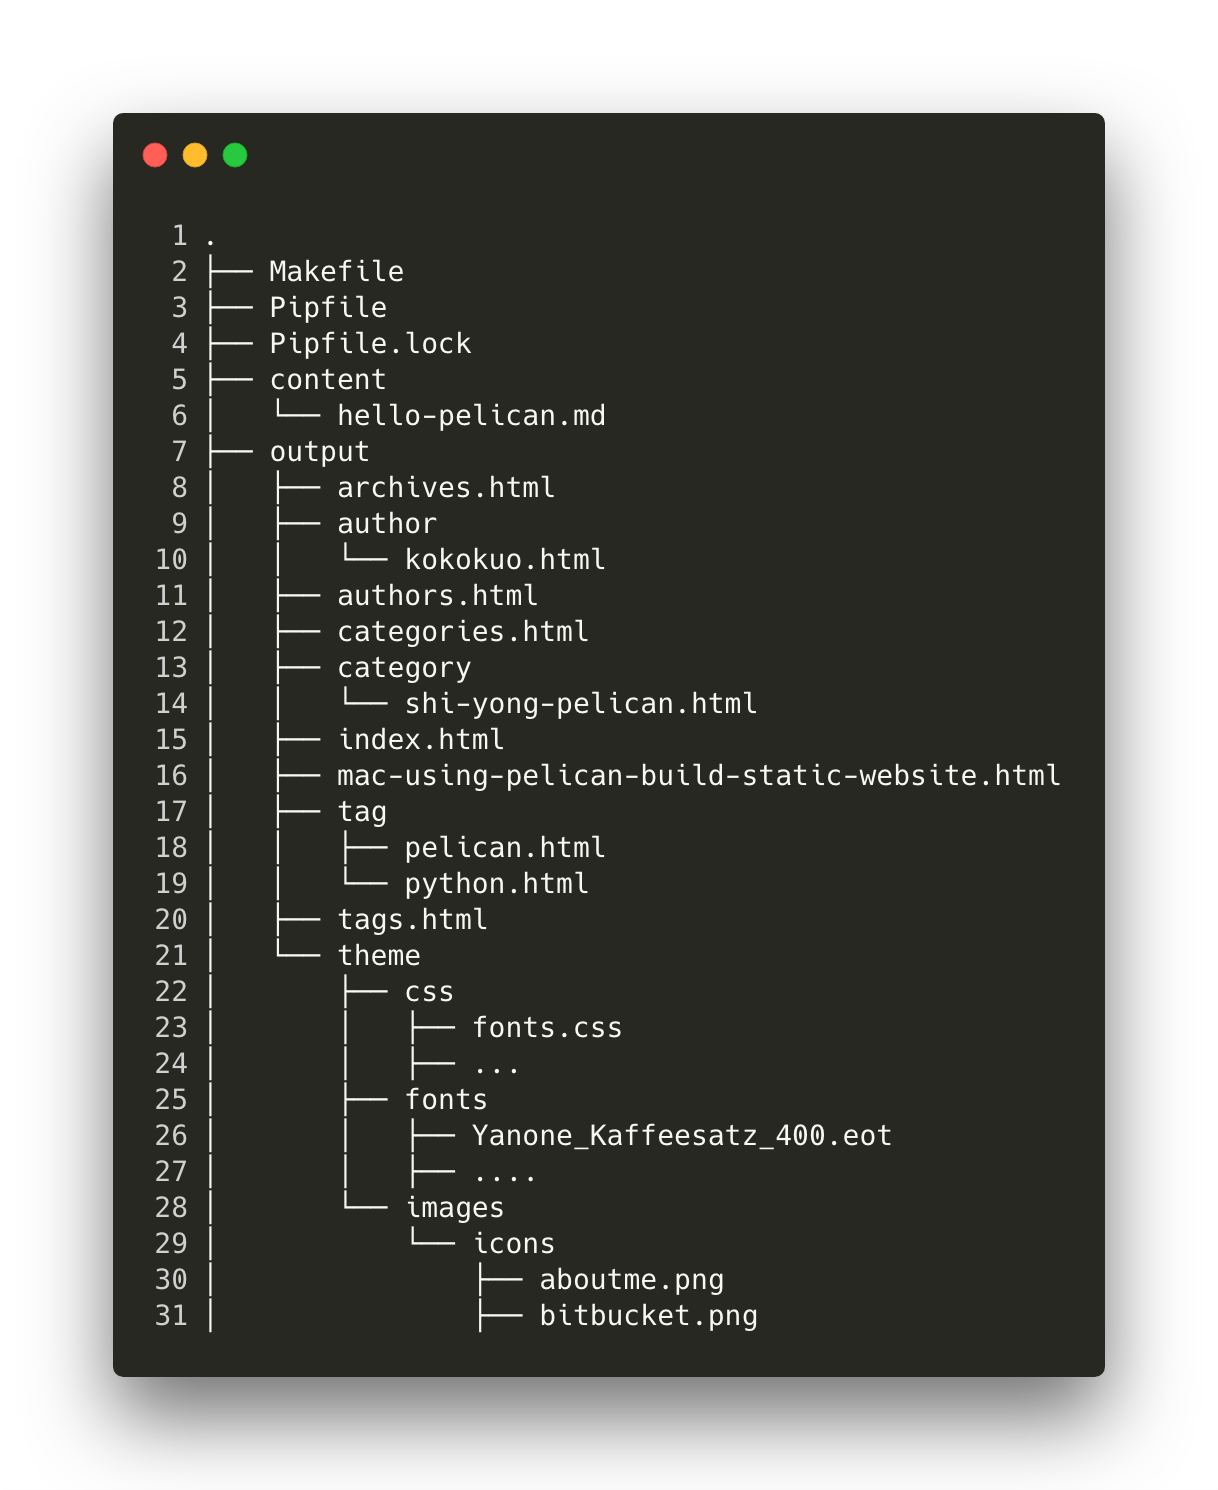 1 .
2 ├── Makefile
3 ├── Pipfile
4 ├── Pipfile.lock
5 ├── content
6 │   └── hello-pelican.md
7 ├── output
8 │   ├── archives.html
9 │   ├── author
10 │   │   └── kokokuo.html
11 │   ├── authors.html
12 │   ├── categories.html
13 │   ├── category
14 │   │   └── shi-yong-pelican.html
15 │   ├── index.html
16 │   ├── mac-using-pelican-build-static-website.html
17 │   ├── tag
18 │   │   ├── pelican.html
19 │   │   └── python.html
20 │   ├── tags.html
21 │   └── theme
22 │       ├── css
23 │       │   ├── fonts.css
24 │       │   ├── ...
25 │       ├── fonts
26 │       │   ├── Yanone_Kaffeesatz_400.eot
27 │       │   ├── ....
28 │       └── images
29 │           └── icons
30 │               ├── aboutme.png
31 │               ├── bitbucket.png